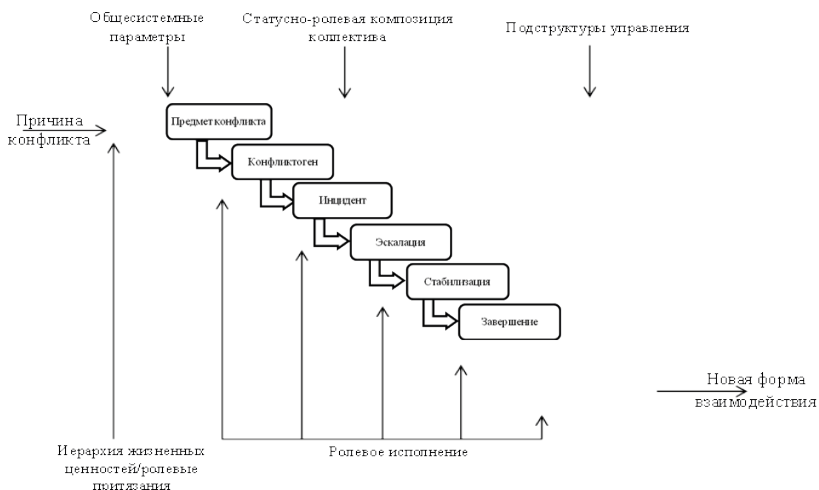 Общесистемные
параметры
Статусно-ролевая композиция
коллектива
Подструктуры управления
Причина
конфликта
Предмет конфликта
Конфликтоген
Инцидент
Эскалация
Стабилизация
Завершение
Новая форма
взаимодействия
Иерархия жизненных
ценностей/ролевые
притязания
Ролевое исполнение